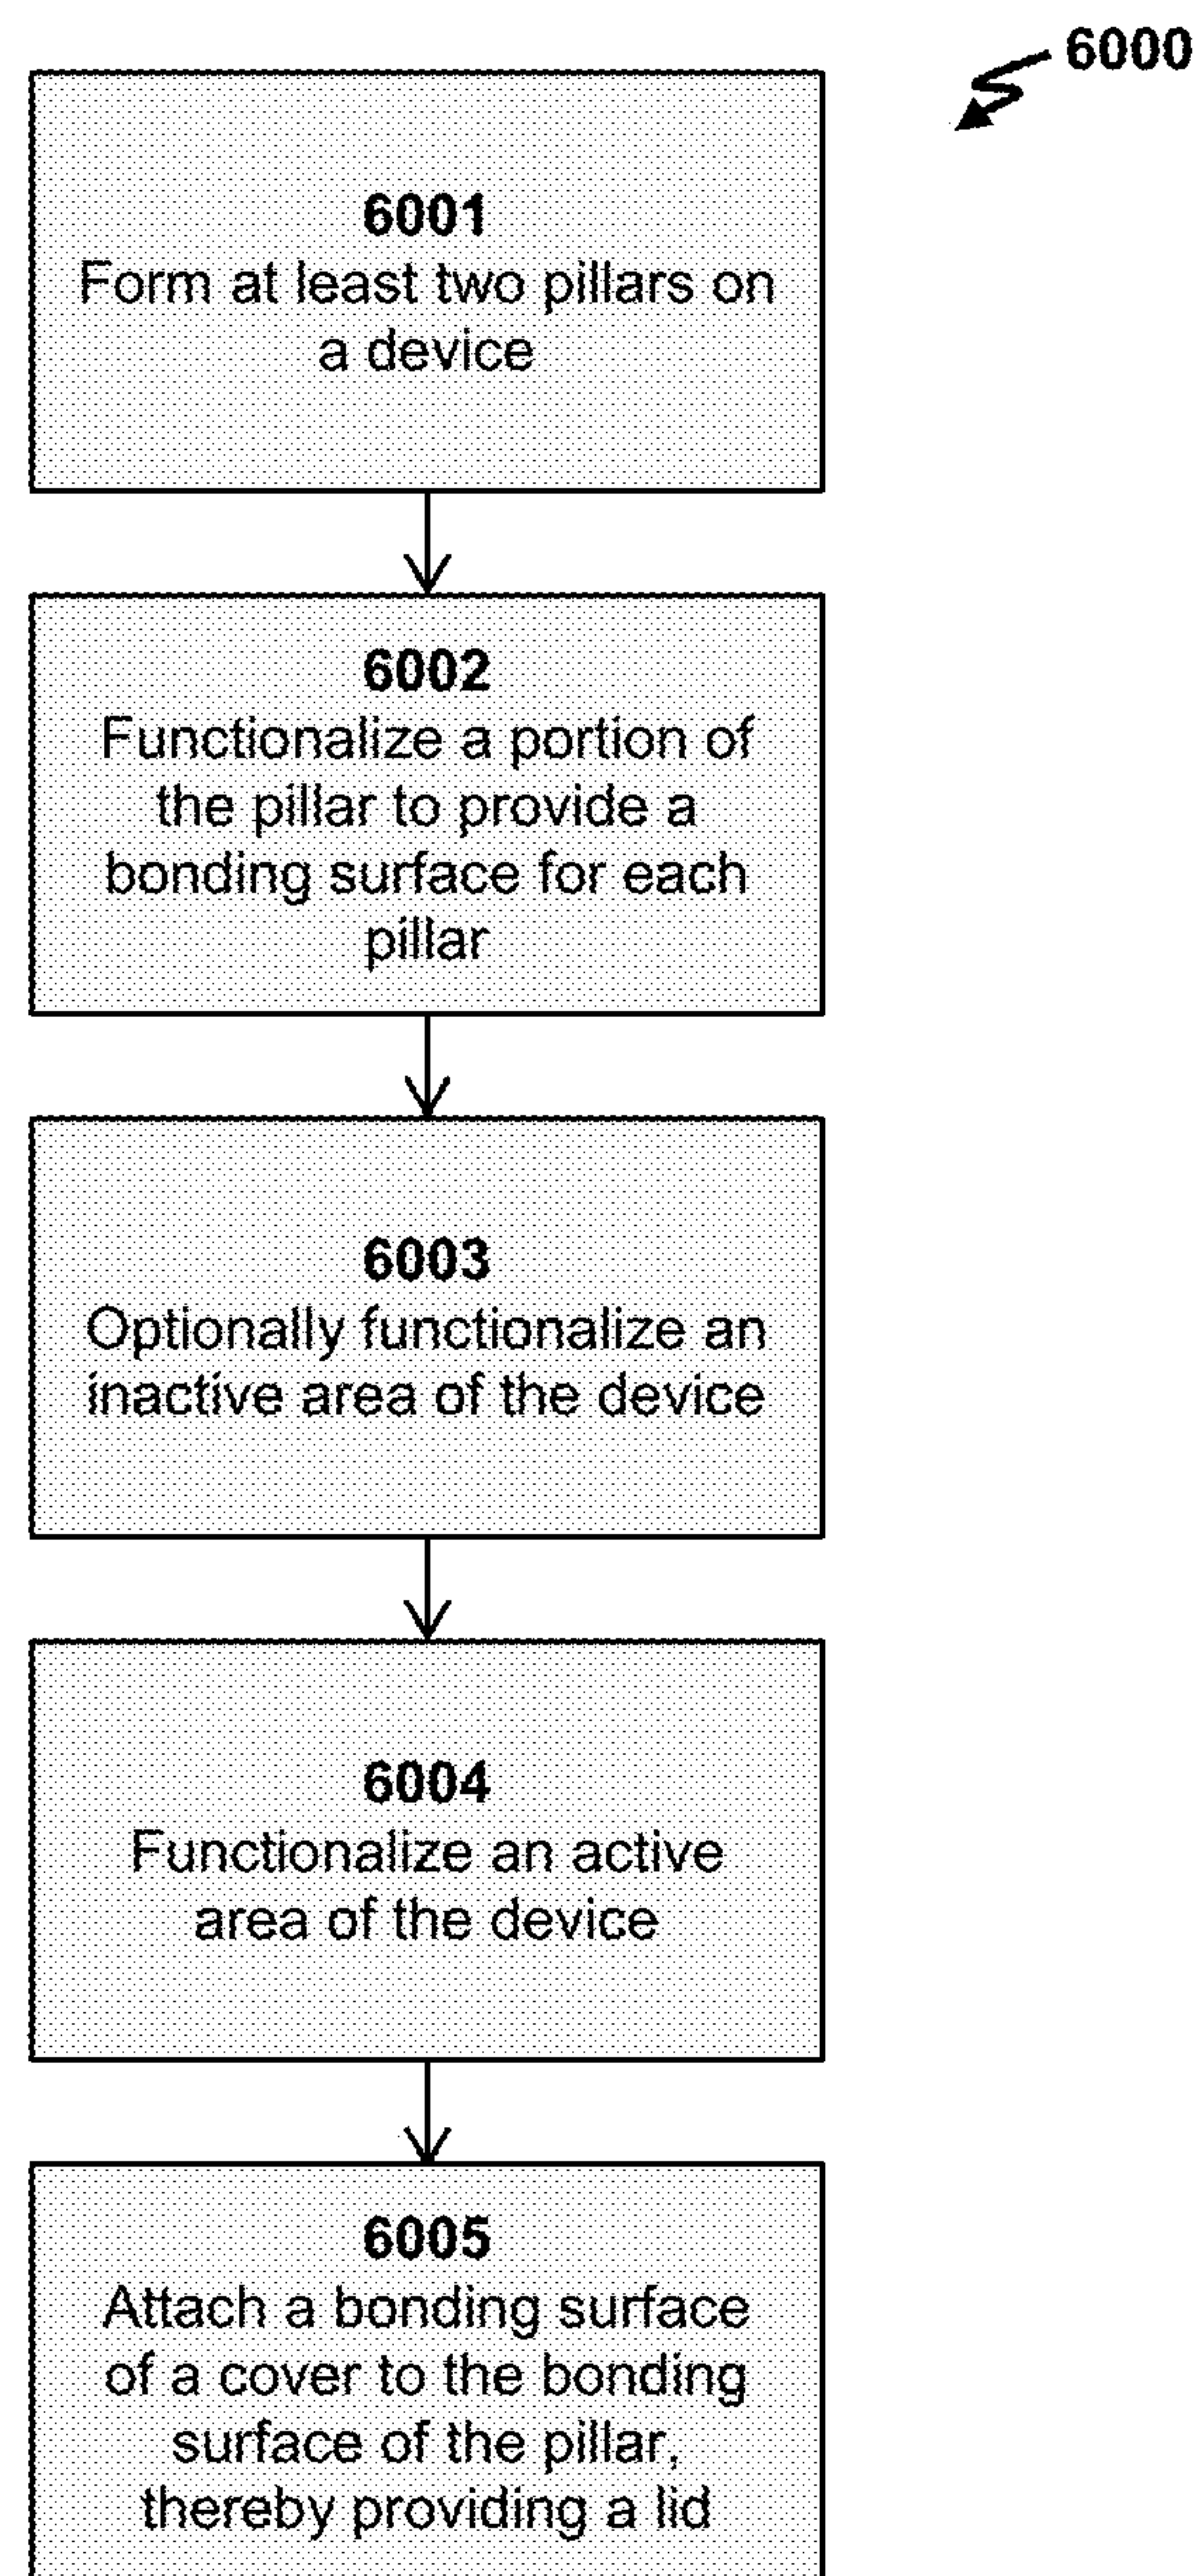 6000
6001
Form at least two pillars on
a device
6002
Functionalize a portion of
the pillar to provide a
bonding surface for each
pillar
6003
Optionally functionalize an
inactive area of the device
6004
Functionalize an active
area of the device
6005
Attach a bonding surface
of a cover to the bonding
surface of the pillar,
thereby providing a lid